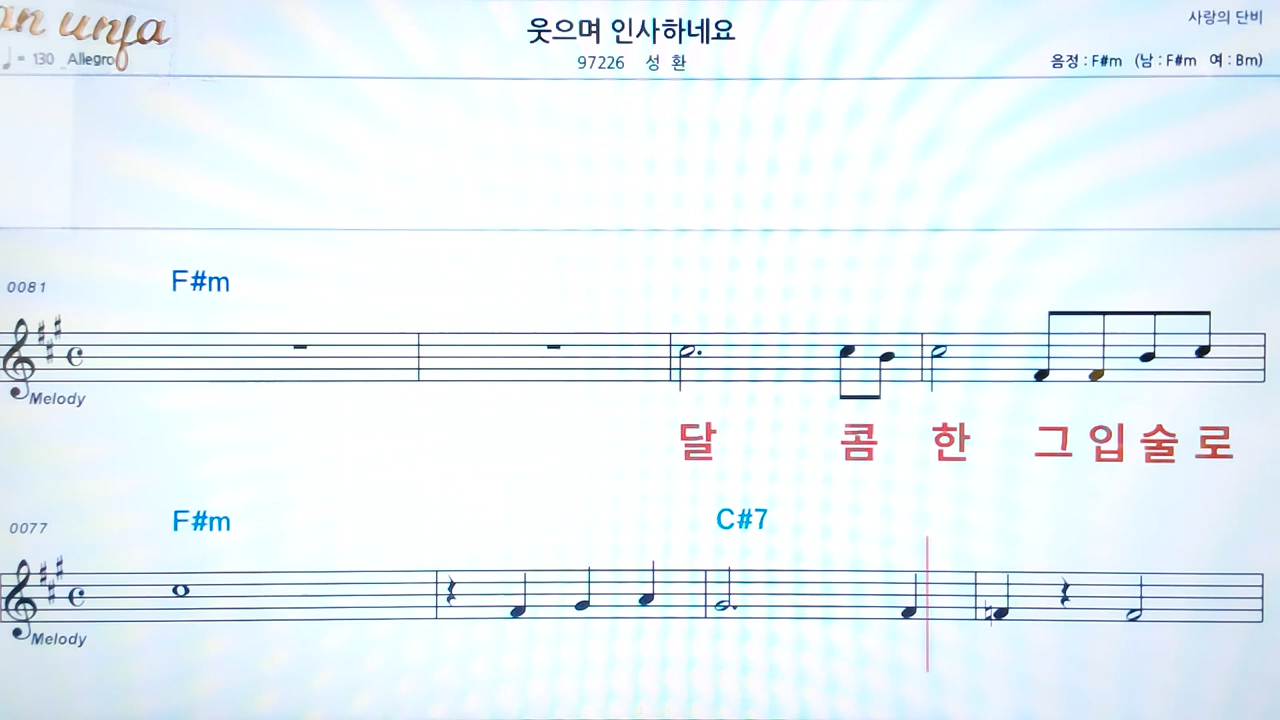 an unfa
웃으며 인사하네요
사랑의 단비
♩ = 130 Allegro
97226 성 환
음정 : F#m (남 : F#m 여 : Bm)
F#m
0081
Melody
달 콤 한 그 입 술 로
F#m C#7
0077
Melody